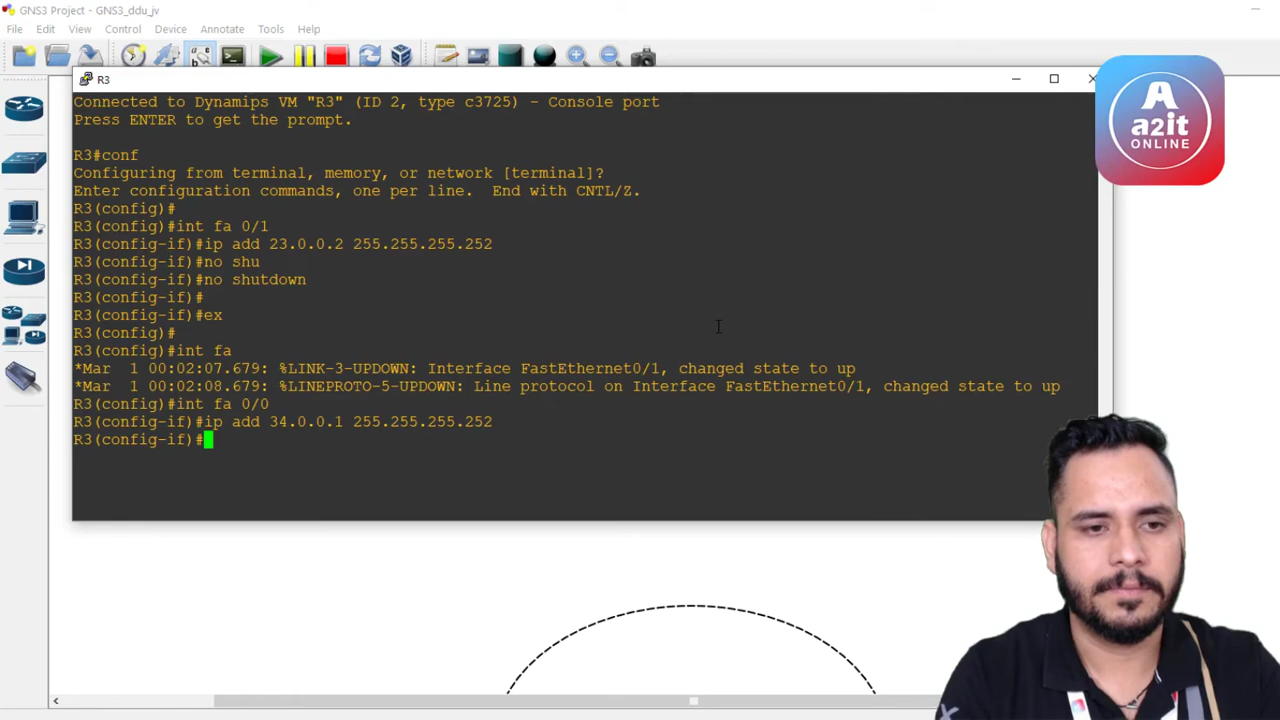 GNS3 Project - GNS3_ddu_jv
File Edit View Control Device Annotate Tools Help
R3
Connected to Dynamips VM "R3" (ID 2, type c3725) - Console port
Press ENTER to get the prompt.
R3#conf
Configuring from terminal, memory, or network [terminal]?
Enter configuration commands, one per line.  End with CNTL/Z.
R3(config)#
R3(config)#int fa 0/1
R3(config-if)#ip add 23.0.0.2 255.255.255.252
R3(config-if)#no shu
R3(config-if)#no shutdown
R3(config-if)#
R3(config-if)#ex
R3(config)#
R3(config)#int fa
*Mar  1 00:02:07.679: %LINK-3-UPDOWN: Interface FastEthernet0/1, changed state to up
*Mar  1 00:02:08.679: %LINEPROTO-5-UPDOWN: Line protocol on Interface FastEthernet0/1, changed state to up
R3(config)#int fa 0/0
R3(config-if)#ip add 34.0.0.1 255.255.255.252
R3(config-if)#
A
a2it
ONLINE